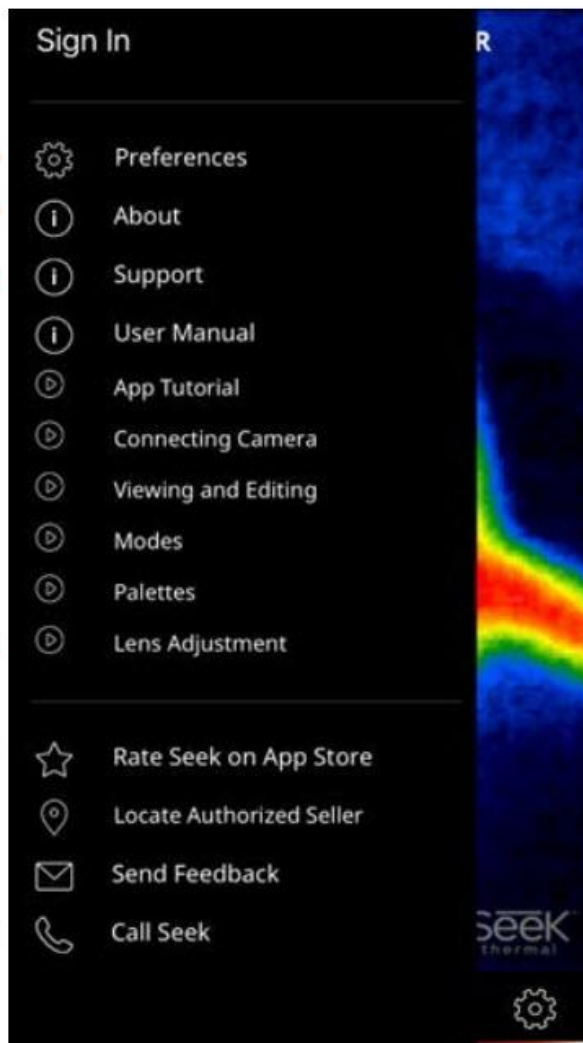 Sign In
R
Preferences
About
Support
User Manual
App Tutorial
Connecting Camera
Viewing and Editing
Modes
Palettes
Lens Adjustment
Rate Seek on App Store
Locate Authorized Seller
Send Feedback
Call Seek
Seek
thermal